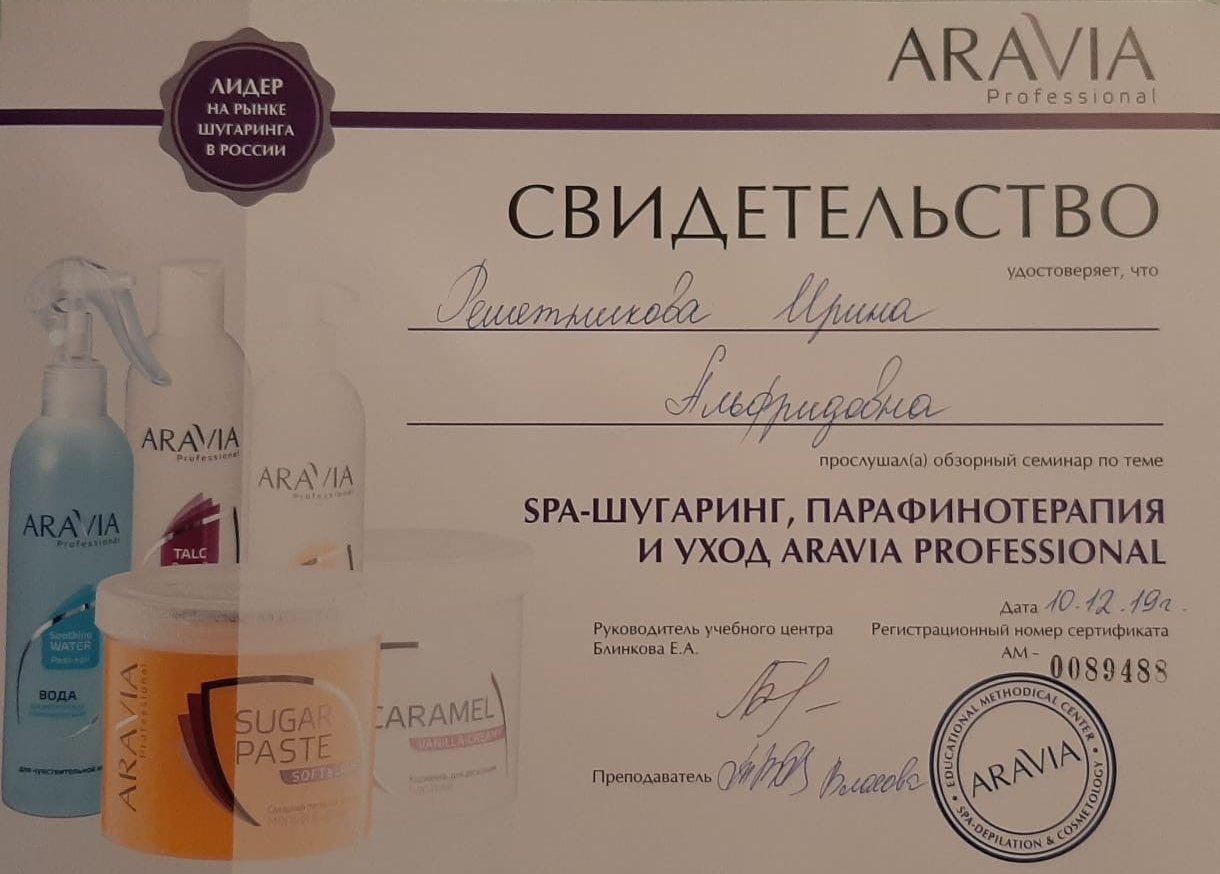 ЛИДЕР
НА РЫНКЕ
ШУГАРИНГА
В РОССИИ
ARAVIA
Professional
СВИДЕТЕЛЬСТВО
удостоверяет, что
Решетникова Ирина
Альфридовна
прослушал(а) обзорный семинар по теме
SPA-ШУГАРИНГ, ПАРАФИНОТЕРАПИЯ
И УХОД ARAVIA PROFESSIONAL
Дата 10.12.19г.
Руководитель учебного центра
Блинкова Е.А.
Регистрационный номер сертификата
АМ – 0089488
Преподаватель Власова
EDUCATIONAL METHODICAL CENTER
ARAVIA
SPA-DEPILATION & COSMETOLOGY
ARAVIA
Professional
TALC
ARAVIA
Professional
ARAVIA
Professional
Soothing
WATER
ВОДА
ARAVIA
Professional
SUGAR
PASTE
CARAMEL
VANILLA-CREAMY